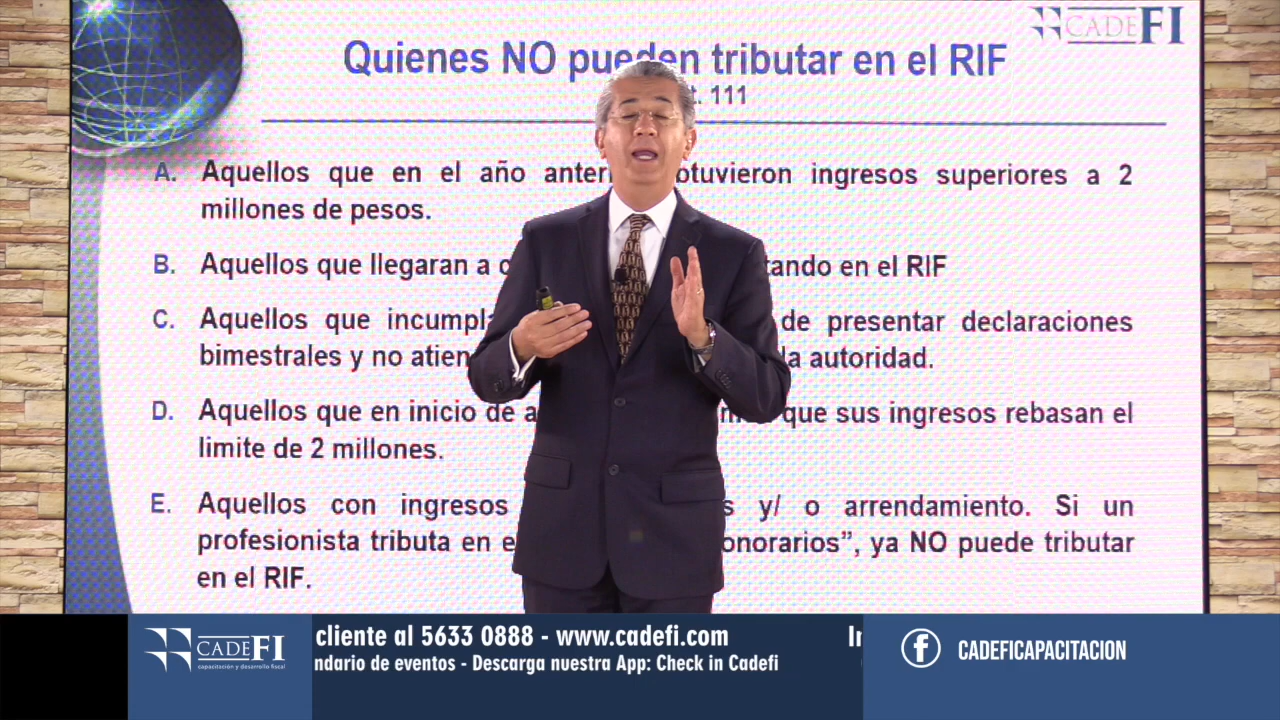 CADEFI
Quienes NO pueden tributar en el RIF
t. 111
A. Aquellos que en el año obtuvieron ingresos superiores a 2
millones de pesos.
B. Aquellos que llegaran a en el RIF
C. Aquellos que de presentar declaraciones
bimestrales y no la autoridad.
D. Aquellos que en inicio de que sus ingresos rebasan el
limite de 2 millones.
E. Aquellos con ingresos y/ o arrendamiento. Si un
profesionista tributa en onorarios”, ya NO puede tributar
en el RIF.
CADEFI
capacitación y desarrollo fiscal
cliente al 5633 0888 - www.cadefi.com
ndario de eventos - Descarga nuestra App: Check in Cadefi
f CADEFICAPACITACION